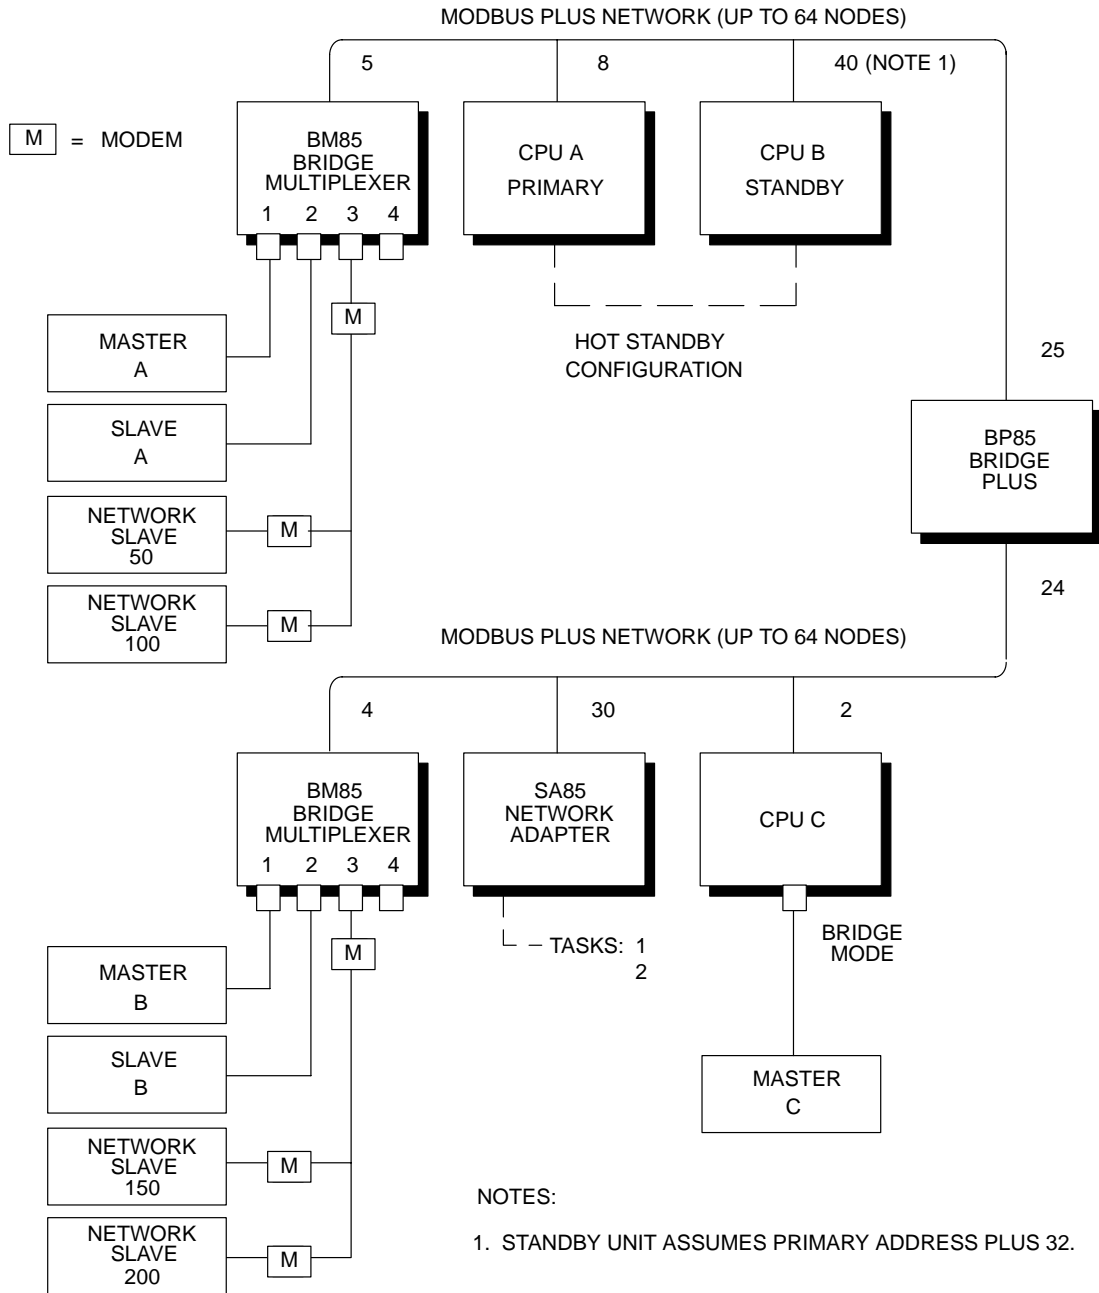 MODBUS PLUS NETWORK (UP TO 64 NODES)
5
8
40 (NOTE 1)
M = MODEM
BM85
BRIDGE
MULTIPLEXER
1 2 3 4
CPU A
PRIMARY
CPU B
STANDBY
M
HOT STANDBY
CONFIGURATION
MASTER
A
SLAVE
A
NETWORK
SLAVE
50
M
NETWORK
SLAVE
100
M
25
BP85
BRIDGE
PLUS
24
MODBUS PLUS NETWORK (UP TO 64 NODES)
4
30
2
BM85
BRIDGE
MULTIPLEXER
1 2 3 4
SA85
NETWORK
ADAPTER
CPU C
M
TASKS: 1
2
BRIDGE
MODE
MASTER
B
SLAVE
B
MASTER
C
NETWORK
SLAVE
150
M
NETWORK
SLAVE
200
M
NOTES:
1. STANDBY UNIT ASSUMES PRIMARY ADDRESS PLUS 32.